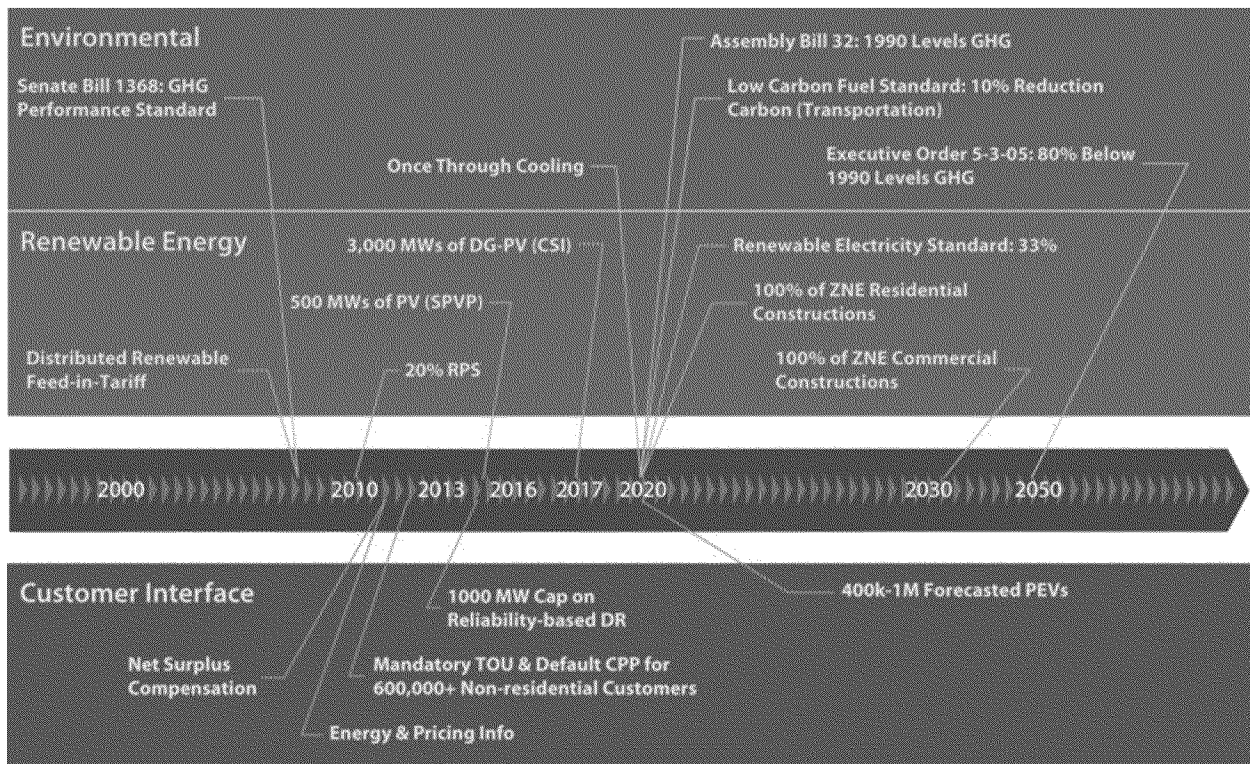 Environmental
Senate Bill 1368: GHG
Performance Standard
Once Through Cooling
Assembly Bill 32: 1990 Levels GHG
Low Carbon Fuel Standard: 10% Reduction
Carbon (Transportation)
Executive Order 5-3-05: 80% Below
1990 Levels GHG
Renewable Energy
3,000 MWs of DG-PV (CSI)
500 MWs of PV (SPVP)
Distributed Renewable
Feed-in-Tariff
20% RPS
Renewable Electricity Standard: 33%
100% of ZNE Residential
Constructions
100% of ZNE Commercial
Constructions
2000 2010 2013 2016 2017 2020 2030 2050
Customer Interface
1000 MW Cap on
Reliability-based DR
400k-1M Forecasted PEVs
Net Surplus
Compensation
Mandatory TOU & Default CPP for
600,000+ Non-residential Customers
Energy & Pricing Info